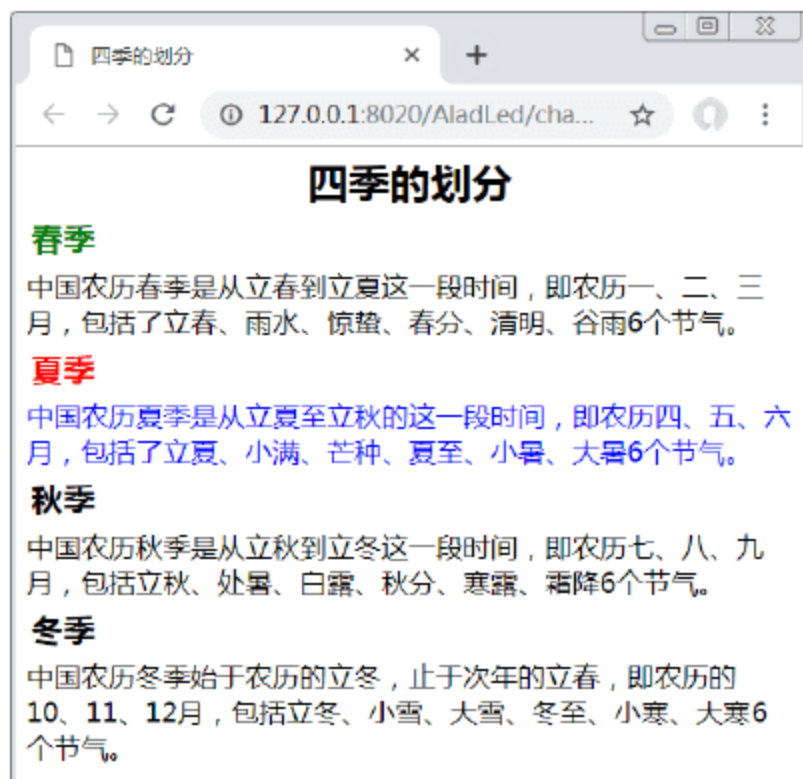 四季的划分
127.0.0.1:8020/AladLed/cha...
四季的划分
春季
中国农历春季是从立春到立夏这一段时间，即农历一、二、三
月，包括了立春、雨水、惊蛰、春分、清明、谷雨6个节气。
夏季
中国农历夏季是从立夏至立秋的这一段时间，即农历四、五、六
月，包括了立夏、小满、芒种、夏至、小暑、大暑6个节气。
秋季
中国农历秋季是从立秋到立冬这一段时间，即农历七、八、九
月，包括立秋、处暑、白露、秋分、寒露、霜降6个节气。
冬季
中国农历冬季始于农历的立冬，止于次年的立春，即农历的
10、11、12月，包括立冬、小雪、大雪、冬至、小寒、大寒6
个节气。